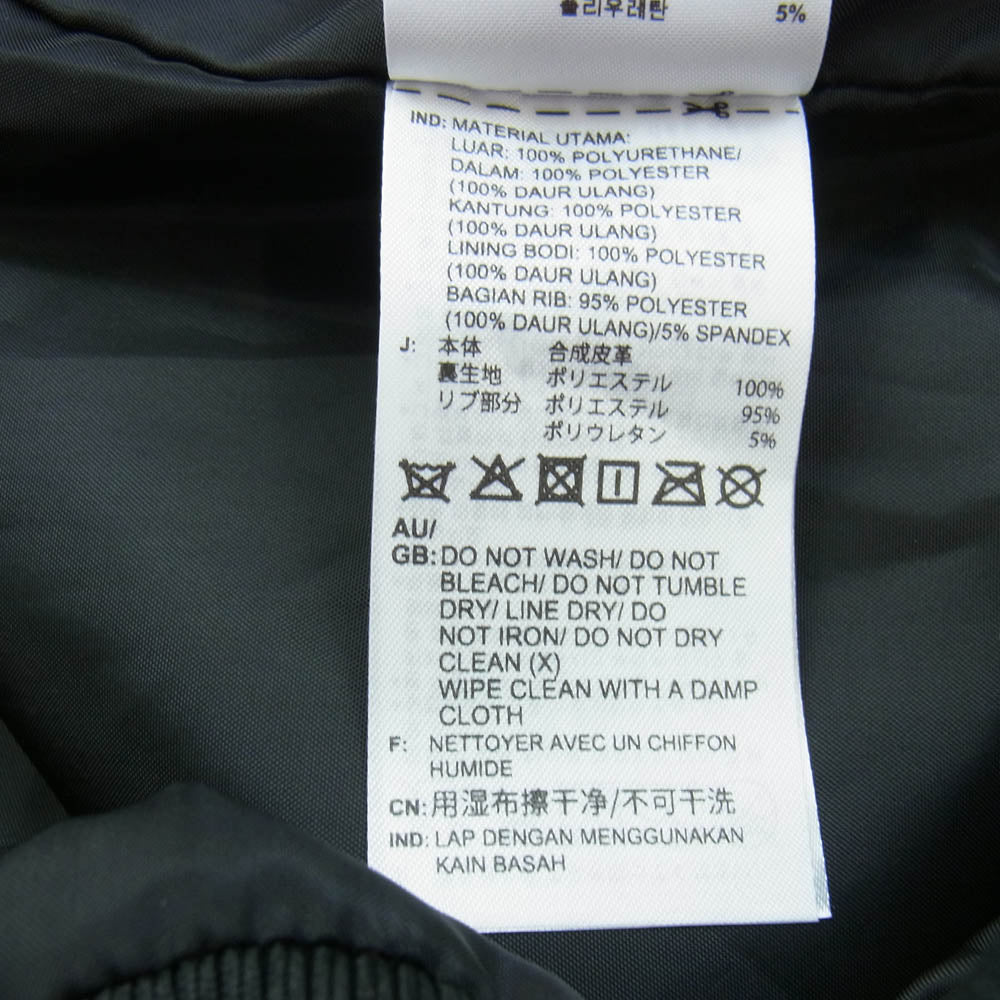 폴리우레탄 5%
IND: MATERIAL UTAMA:
LUAR: 100% POLYURETHANE/
DALAM: 100% POLYESTER
(100% DAUR ULANG)
KANTUNG: 100% POLYESTER
(100% DAUR ULANG)
LINING BODI: 100% POLYESTER
(100% DAUR ULANG)
BAGIAN RIB: 95% POLYESTER
(100% DAUR ULANG)/5% SPANDEX
J: 本体 合成皮革
裏生地 ポリエステル 100%
リブ部分 ポリエステル 95%
ポリウレタン 5%
AU/
GB: DO NOT WASH/ DO NOT
BLEACH/ DO NOT TUMBLE
DRY/ LINE DRY/ DO
NOT IRON/ DO NOT DRY
CLEAN (X)
WIPE CLEAN WITH A DAMP
CLOTH
F: NETTOYER AVEC UN CHIFFON
HUMIDE
CN: 用湿布擦干净/不可干洗
IND: LAP DENGAN MENGGUNAKAN
KAIN BASAH